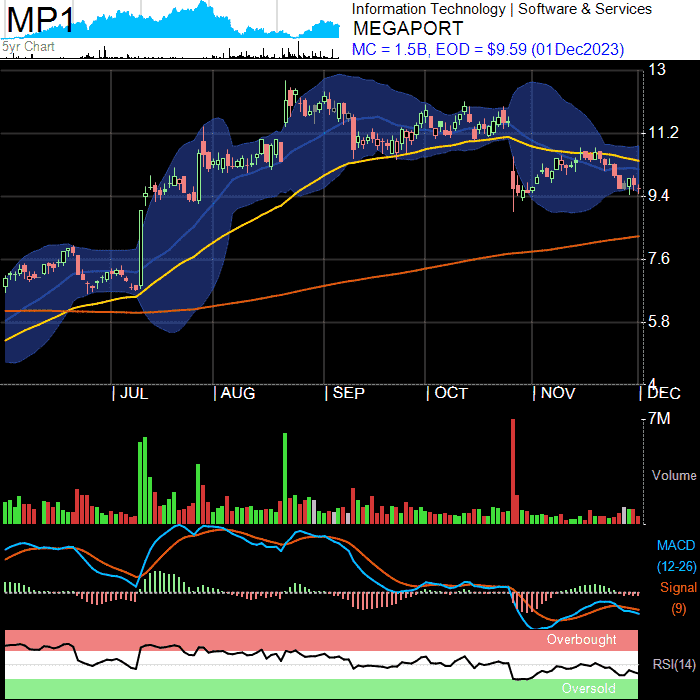 MP1
5yr Chart
Information Technology | Software & Services
MEGAPORT
MC = 1.5B, EOD = $9.59 (01Dec2023)
13
11.2
9.4
7.6
5.8
4
| JUL | AUG | SEP | OCT | NOV | DEC
7M
Volume
MACD
(12-26)
Signal
(9)
Overbought
RSI(14)
Oversold